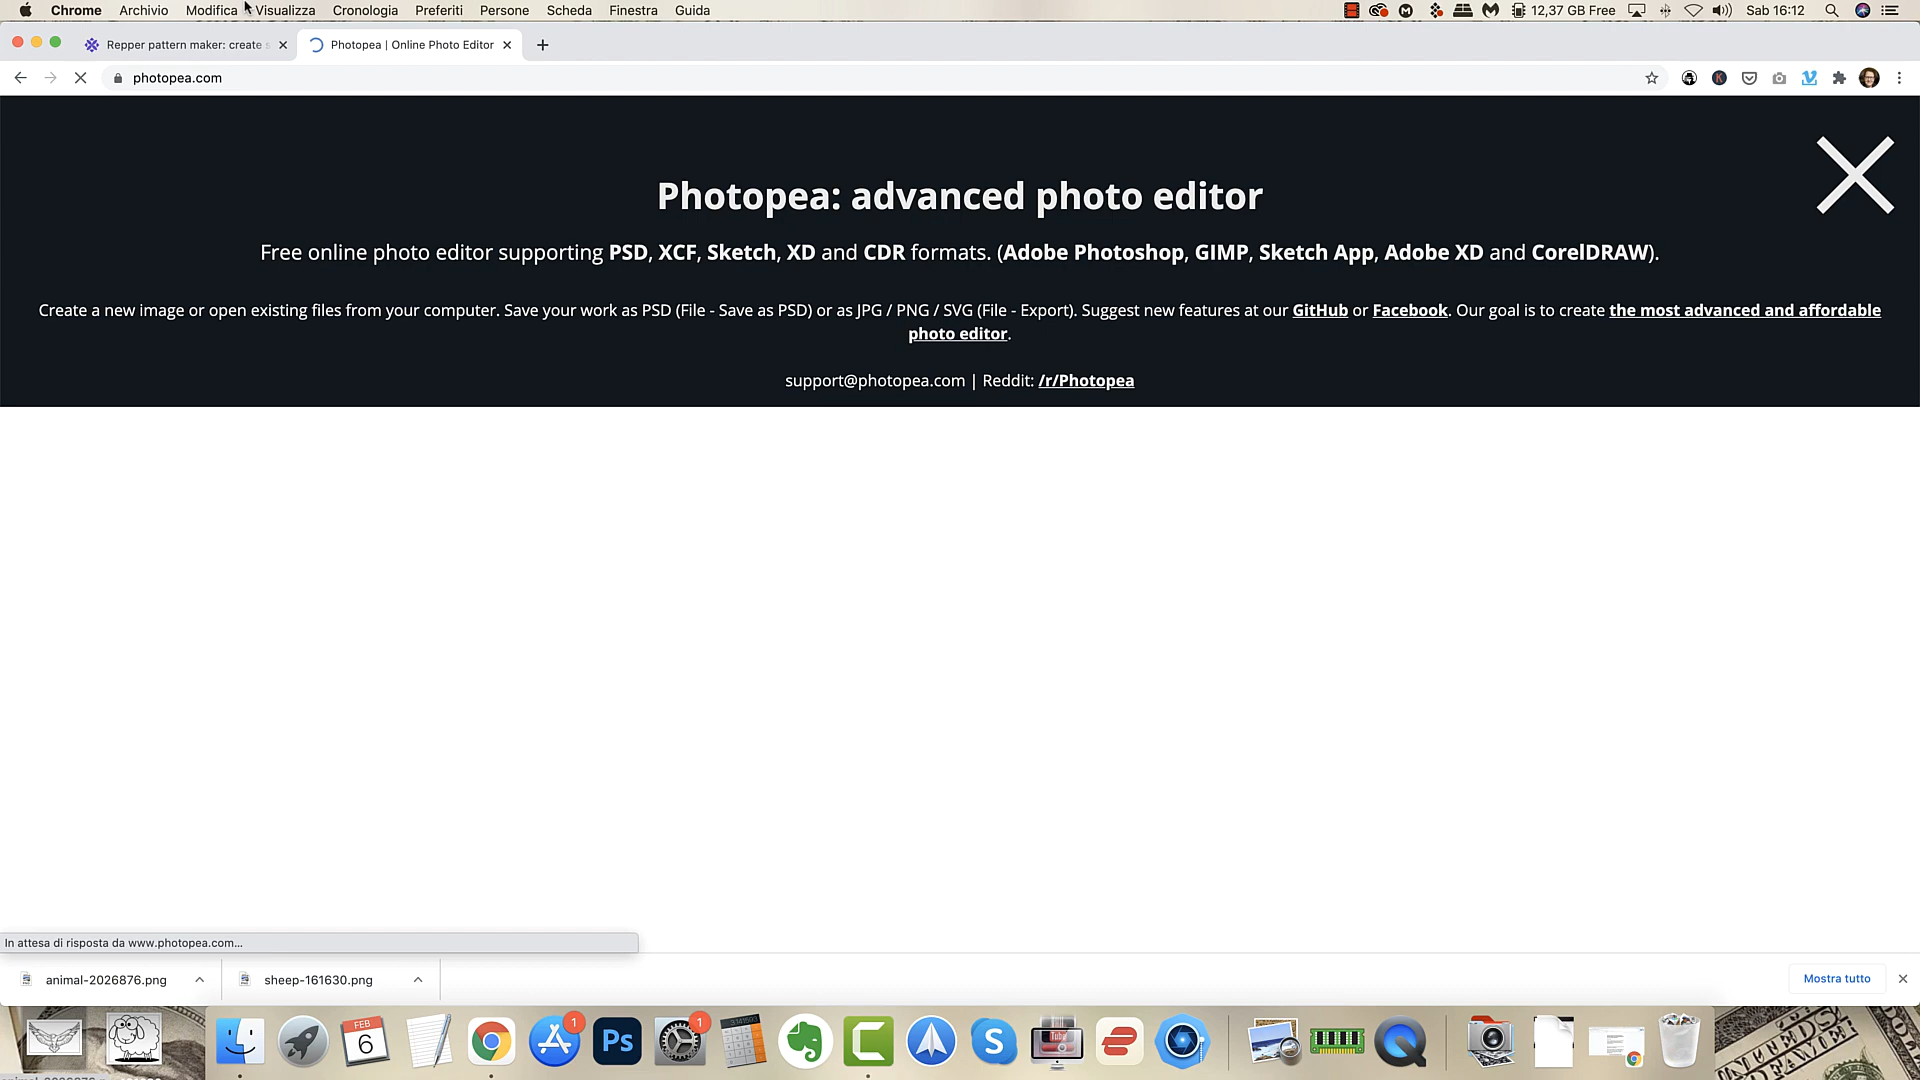 Chrome Archivio Modifica Visualizza Cronologia Preferiti Persone Scheda Finestra Guida 12,37 GB Free Sab 16:12
Repper pattern maker: create Photopea | Online Photo Editor
photopea.com
Photopea: advanced photo editor
Free online photo editor supporting PSD, XCF, Sketch, XD and CDR formats. (Adobe Photoshop, GIMP, Sketch App, Adobe XD and CorelDRAW).
Create a new image or open existing files from your computer. Save your work as PSD (File - Save as PSD) or as JPG / PNG / SVG (File - Export). Suggest new features at our GitHub or Facebook. Our goal is to create the most advanced and affordable
photo editor.
support@photopea.com | Reddit: /r/Photopea
In attesa di risposta da www.photopea.com...
animal-2026876.png sheep-161630.png Mostra tutto
FEB 1 1
6 Ps
Tube